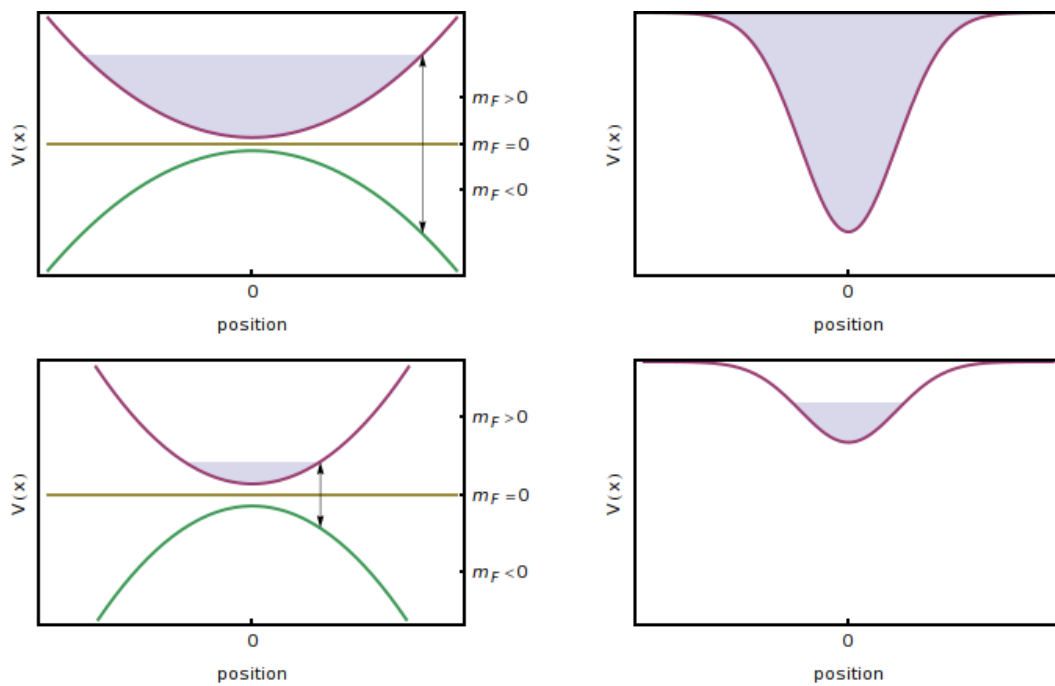 V(x)
m_F > 0
m_F = 0
m_F < 0
0
position
V(x)
0
position
V(x)
m_F > 0
m_F = 0
m_F < 0
0
position
V(x)
0
position